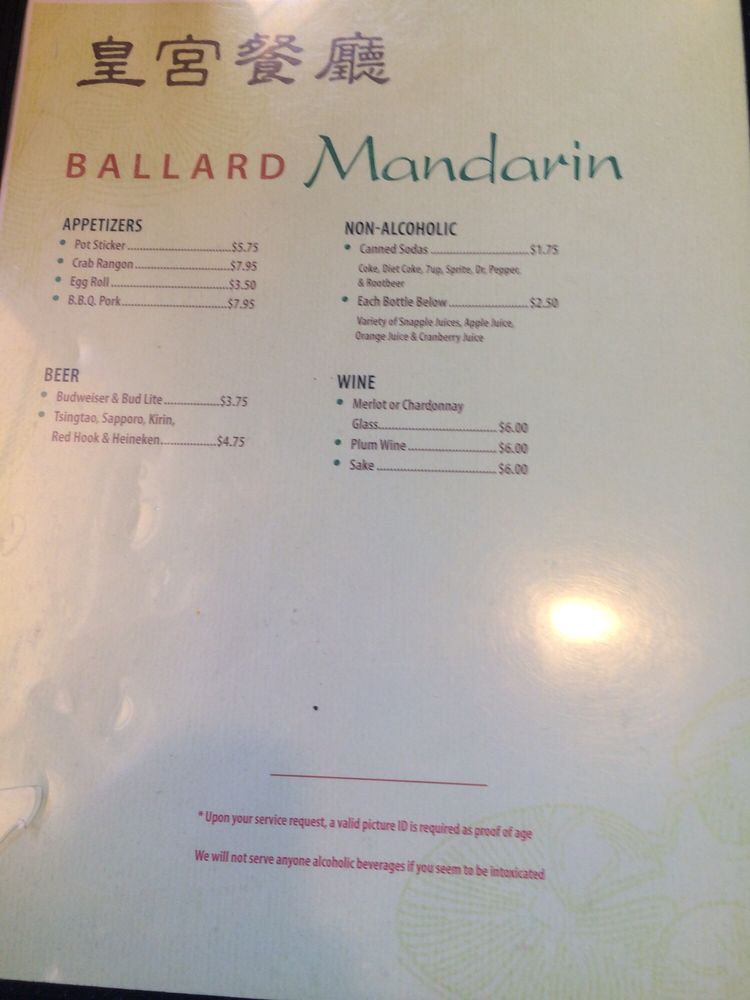 皇宮餐廳
BALLARD Mandarin
APPETIZERS
Pot Sticker..............................$5.75
Crab Rangon............................$7.95
Egg Roll...................................$3.50
B.B.Q. Pork...............................$7.95
NON-ALCOHOLIC
Canned Sodas.............................$1.75
Coke, Diet Coke, 7up, Sprite, Dr. Pepper,
& Rootbeer
Each Bottle Below.......................$2.50
Variety of Snapple Juices, Apple Juice,
Orange Juice & Cranberry Juice
BEER
Budweiser & Bud Lite................$3.75
Tsingtao, Sapporo, Kirin,
Red Hook & Heineken................$4.75
WINE
Merlot or Chardonnay
Glass..................................$6.00
Plum Wine..........................$6.00
Sake...................................$6.00
* Upon your service request, a valid picture ID is required as proof of age
We will not serve anyone alcoholic beverages if you seem to be intoxicated